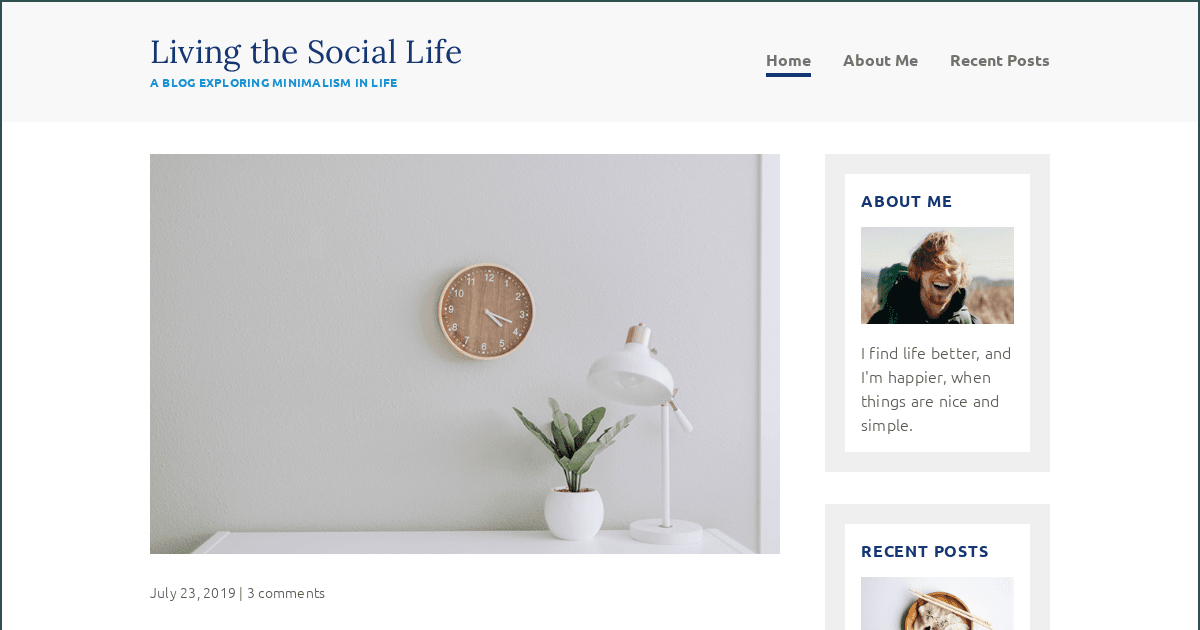 Living the Social Life
A BLOG EXPLORING MINIMALISM IN LIFE
Home
About Me
Recent Posts
12
1
2
3
4
5
6
7
8
9
10
11
July 23, 2019 | 3 comments
ABOUT ME
I find life better, and
I'm happier, when
things are nice and
simple.
RECENT POSTS